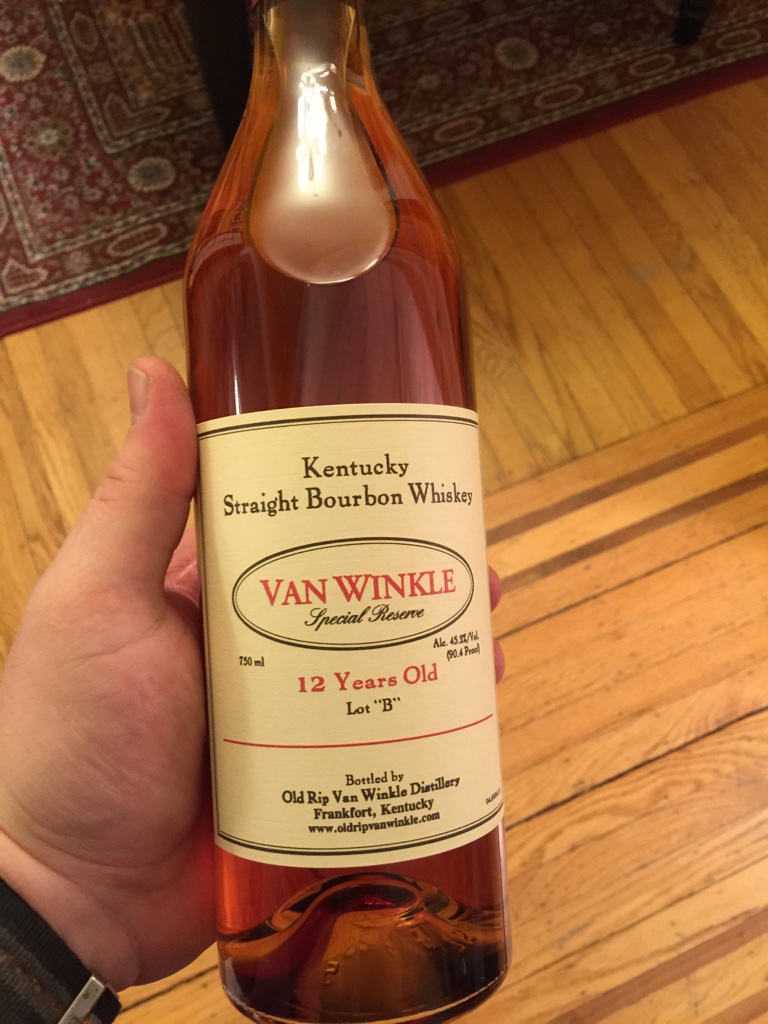 Kentucky
Straight Bourbon Whiskey
VAN WINKLE
Special Reserve
750 ml
Alc. 45.2%/Vol.
(90.4 Proof)
12 Years Old
Lot "B"
Bottled by
Old Rip Van Winkle Distillery
Frankfort, Kentucky
www.oldripvanwinkle.com